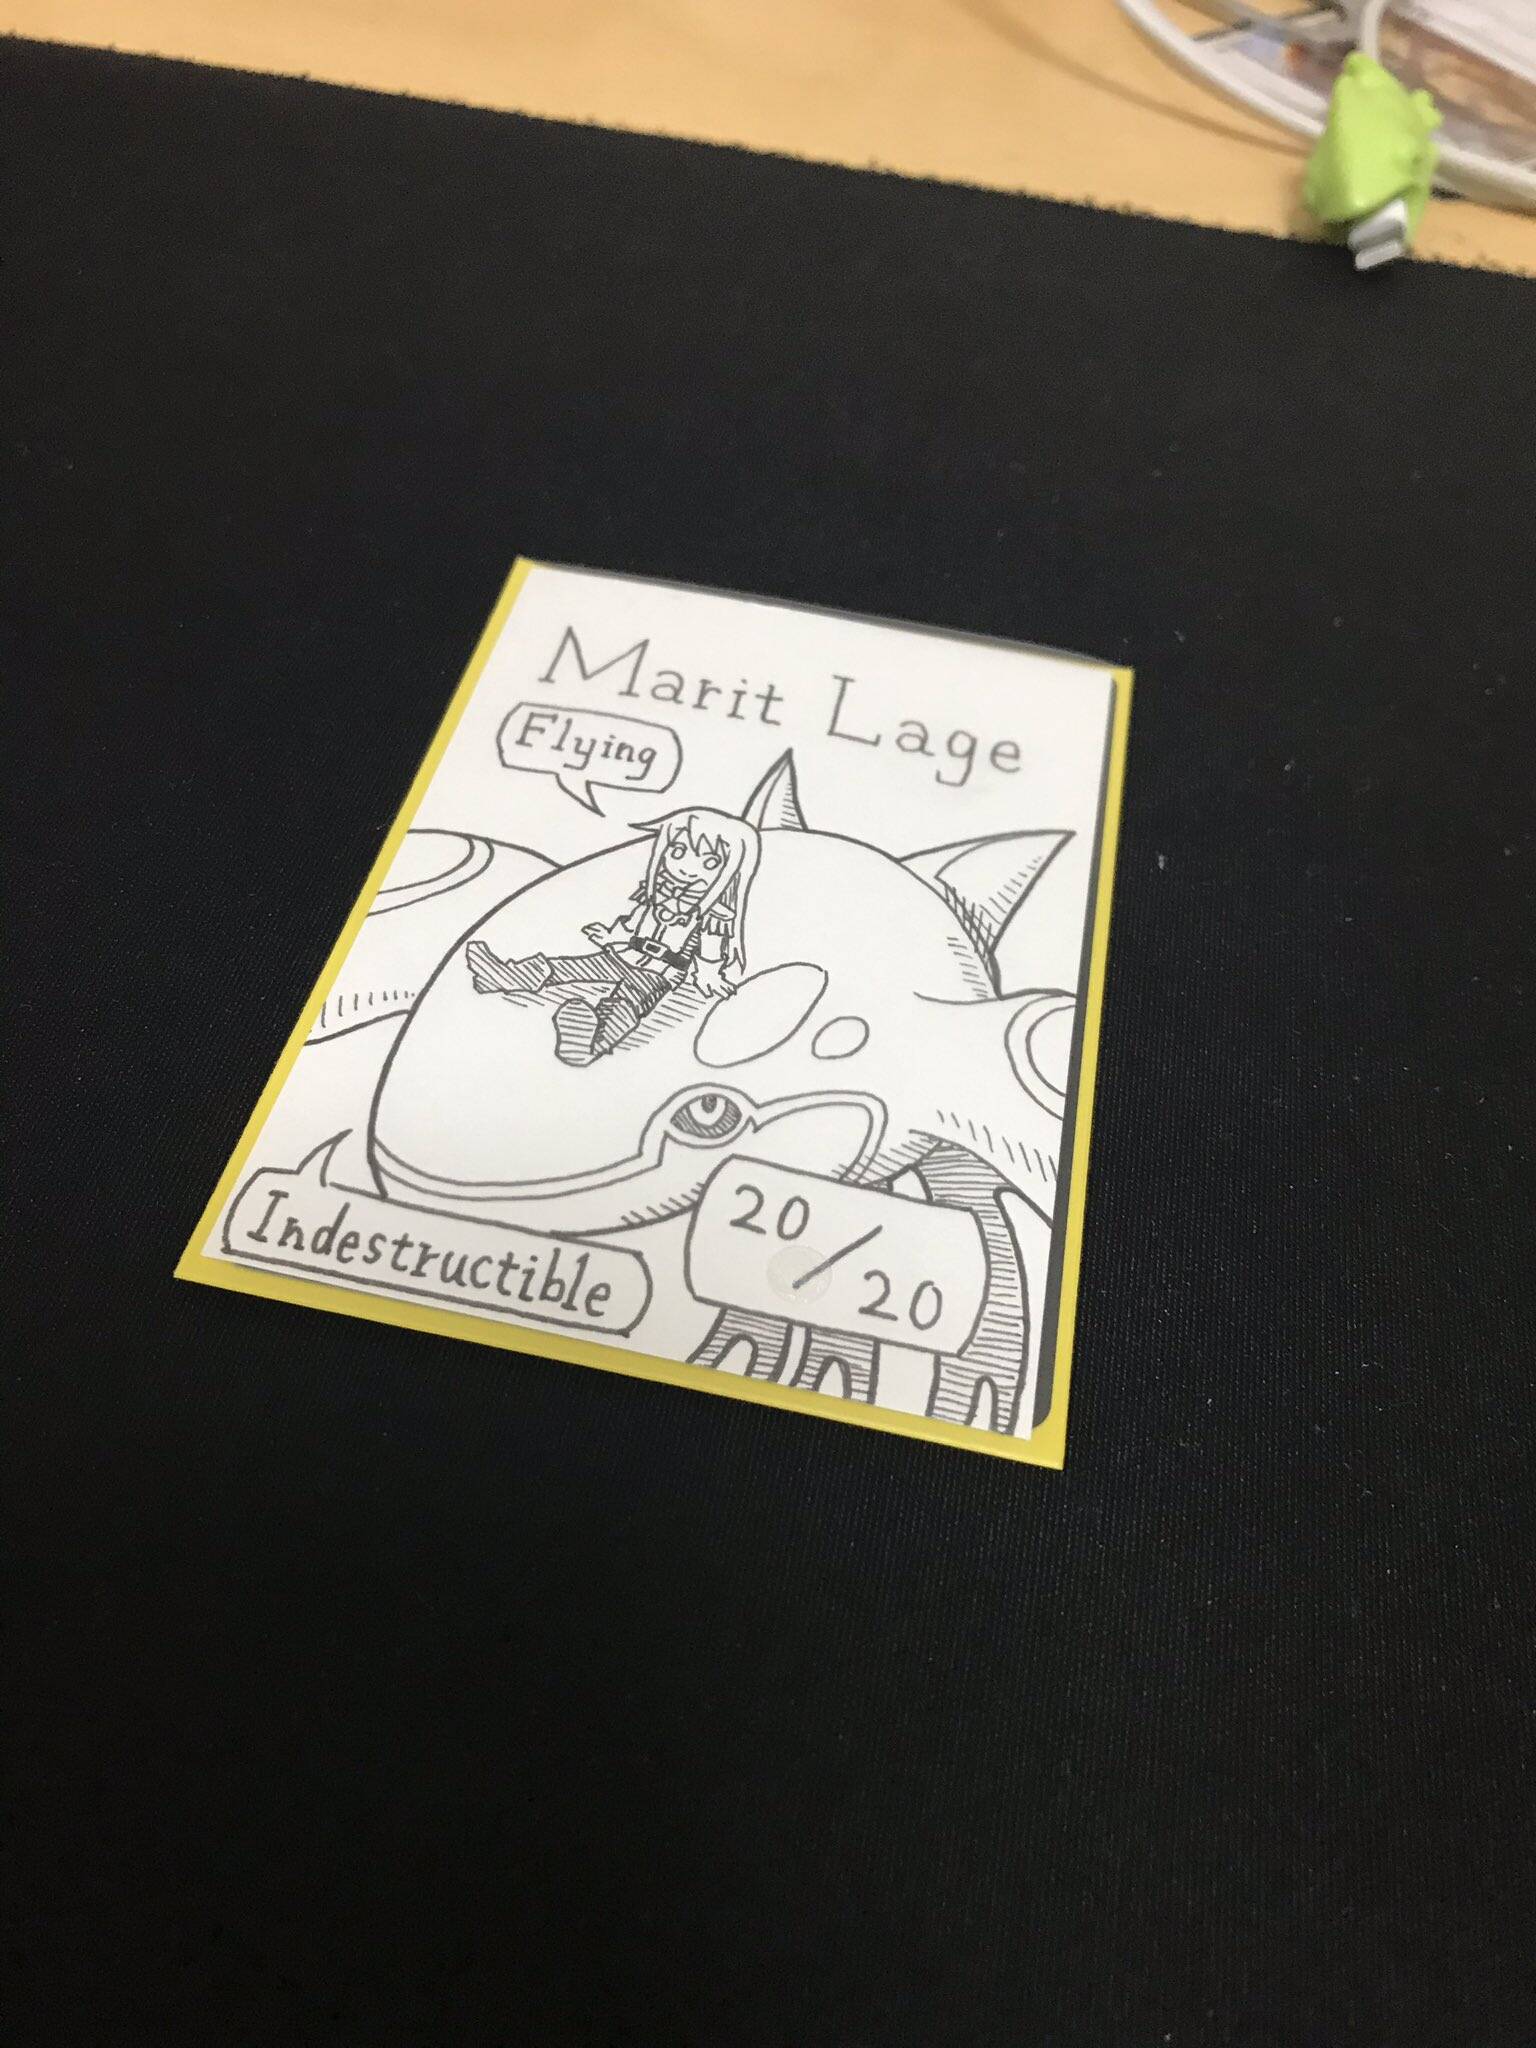 Marit Lage
Flying
Indestructible
20/20